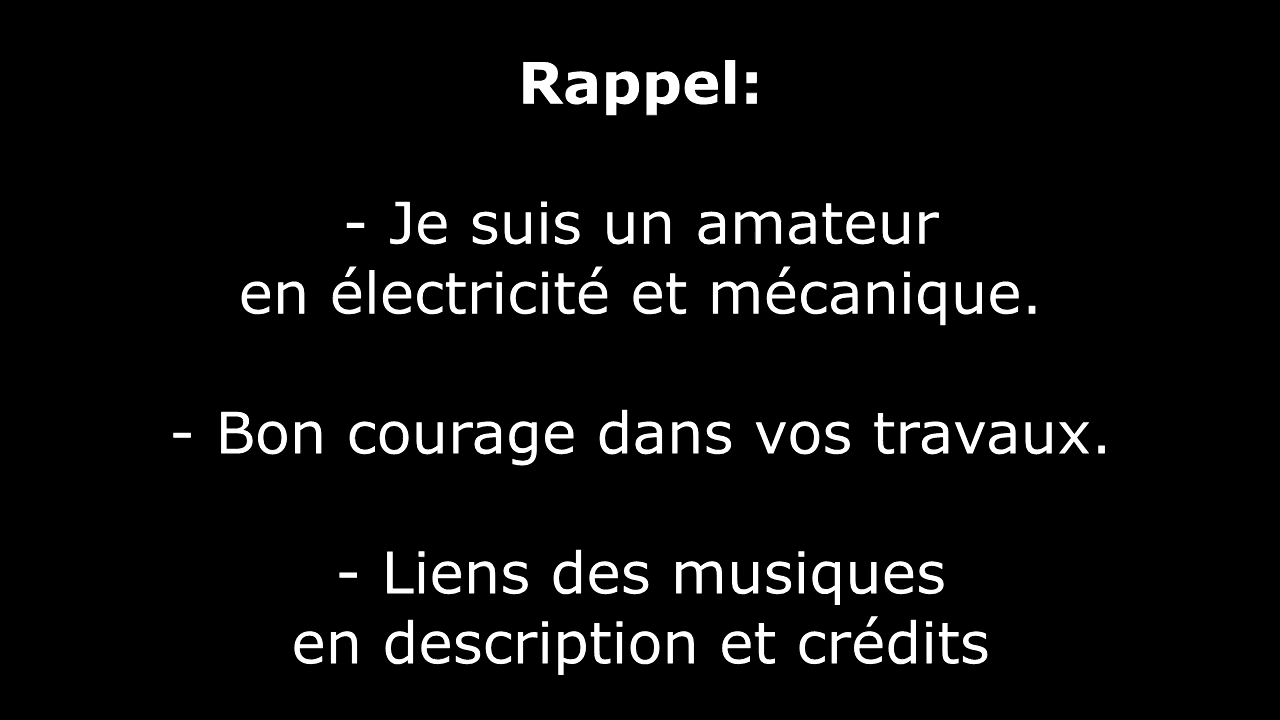 Rappel:
- Je suis un amateur
en électricité et mécanique.
- Bon courage dans vos travaux.
- Liens des musiques
en description et crédits